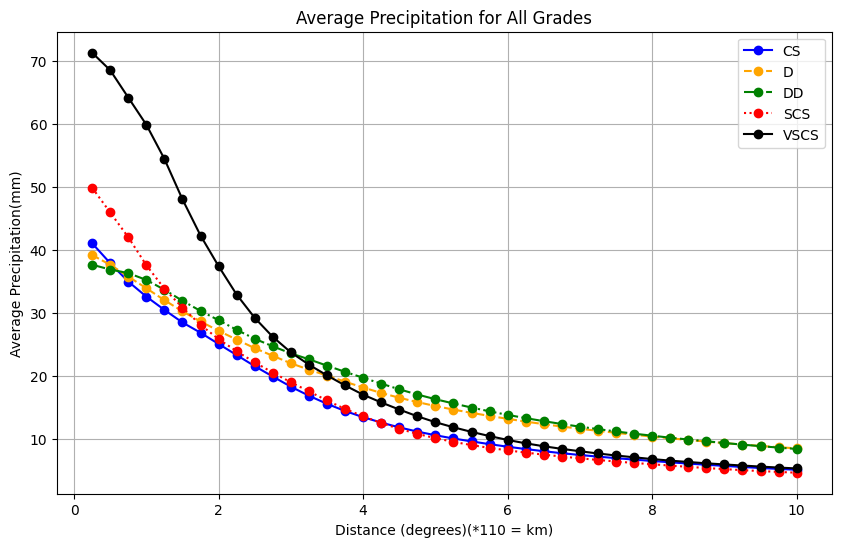 Average Precipitation for All Grades
CS
D
DD
SCS
VSCS
Average Precipitation(mm)
70
60
50
40
30
20
10
0
2
4
6
8
10
Distance (degrees)(*110 = km)